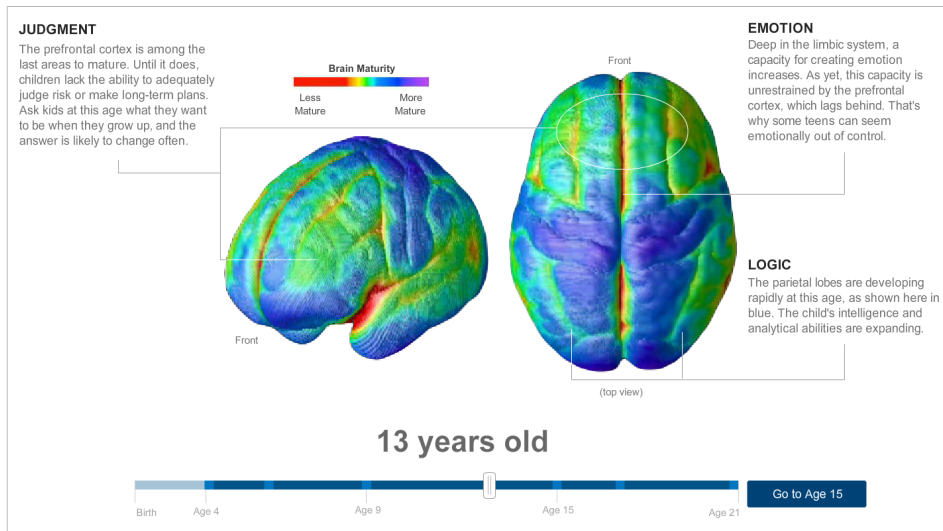 JUDGMENT
The prefrontal cortex is among the
last areas to mature. Until it does,
children lack the ability to adequately
judge risk or make long-term plans.
Ask kids at this age what they want
to be when they grow up, and the
answer is likely to change often.
Brain Maturity
Less
Mature
More
Mature
Front
Front
(top view)
EMOTION
Deep in the limbic system, a
capacity for creating emotion
increases. As yet, this capacity is
unrestrained by the prefrontal
cortex, which lags behind. That's
why some teens can seem
emotionally out of control.
LOGIC
The parietal lobes are developing
rapidly at this age, as shown here in
blue. The child's intelligence and
analytical abilities are expanding.
13 years old
Birth
Age 4
Age 9
Age 15
Age 21
Go to Age 15